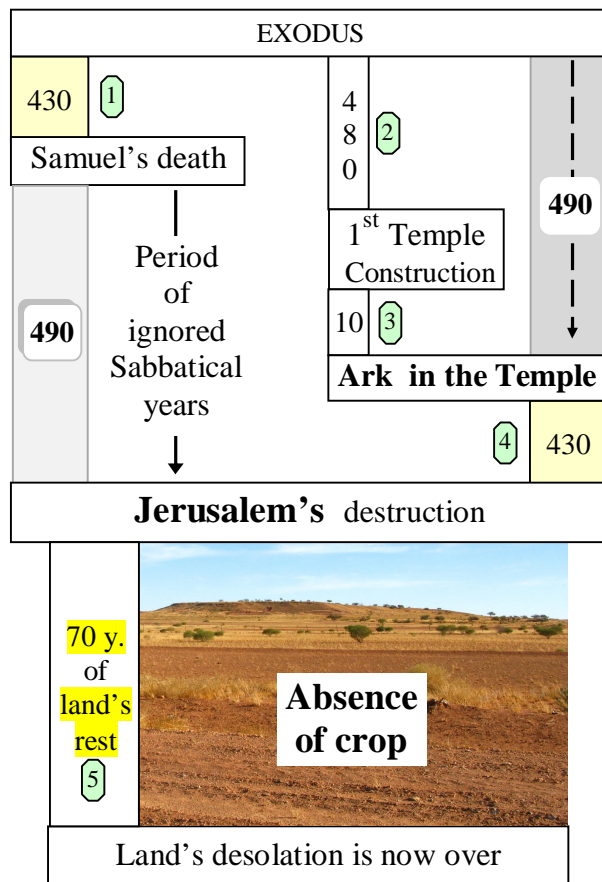 EXODUS
430
1
Samuel’s death
490
Period
of
ignored
Sabbatical
years
4
8
0
2
1st Temple
Construction
10
3
490
Ark in the Temple
4
430
Jerusalem’s destruction
70 y.
of
land’s
rest
5
Absence
of crop
Land’s desolation is now over